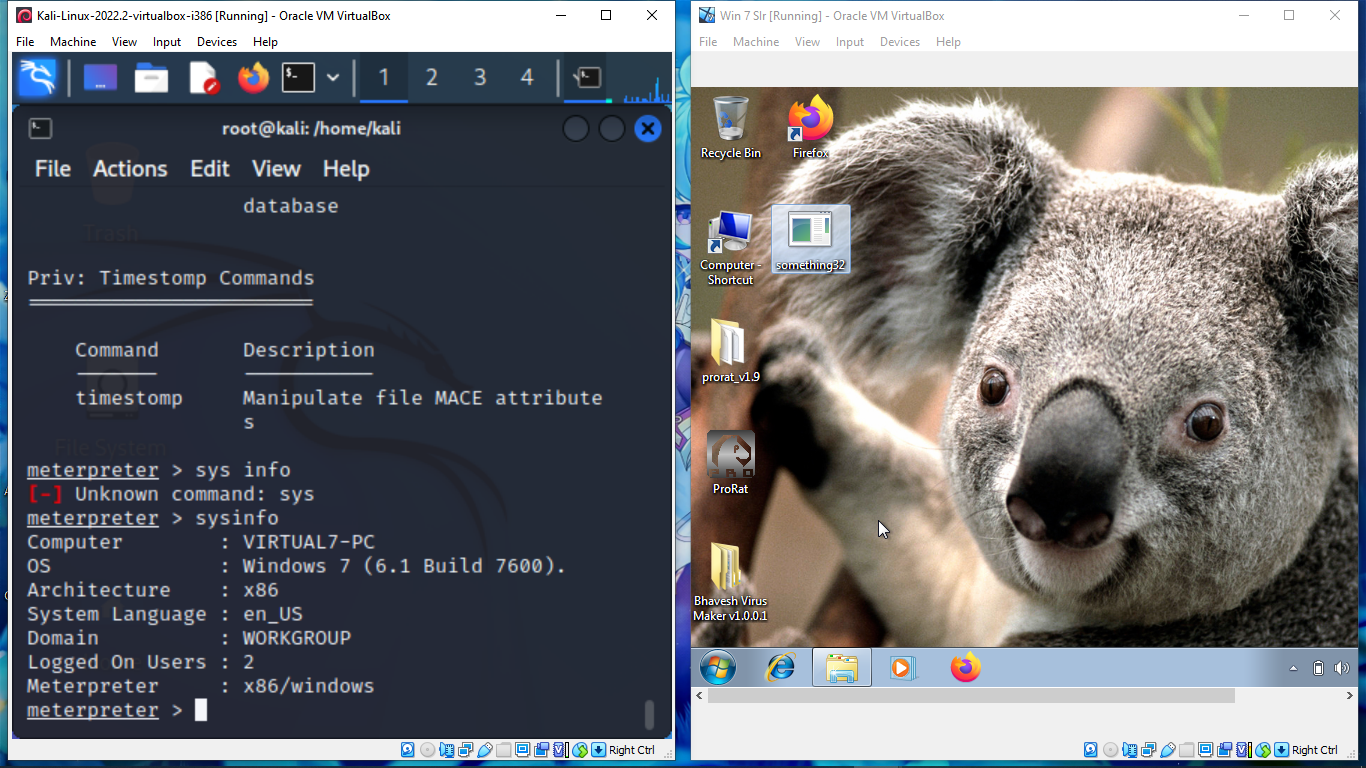 Kali-Linux-2022.2-virtualbox-i386 [Running] - Oracle VM VirtualBox
File Machine View Input Devices Help
1 2 3 4
root@kali: /home/kali
File Actions Edit View Help
database
Trash
Priv: Timestomp Commands
Command Description
timestomp Manipulate file MACE attribute
s
File System
meterpreter > sys info
[-] Unknown command: sys
meterpreter > sysinfo
Computer : VIRTUAL7-PC
OS : Windows 7 (6.1 Build 7600).
Architecture : x86
System Language : en_US
Domain : WORKGROUP
Logged On Users : 2
Meterpreter : x86/windows
meterpreter >
Right Ctrl
Win 7 Slr [Running] - Oracle VM VirtualBox
File Machine View Input Devices Help
Recycle Bin
Firefox
Computer -
Shortcut
something32
prorat_v1.9
ProRat
Bhavesh Virus
Maker v1.0.0.1
Right Ctrl